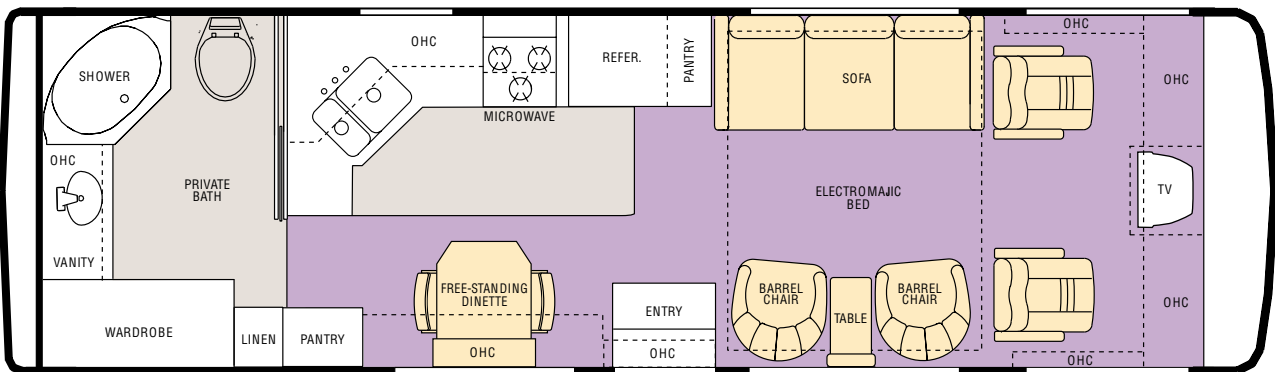 SHOWER
OHC
VANITY
WARDROBE
PRIVATE
BATH
LINEN
PANTRY
OHC
MICROWAVE
REFER.
PANTRY
FREE-STANDING
DINETTE
OHC
ENTRY
OHC
SOFA
ELECTROMAJIC
BED
BARREL
CHAIR
TABLE
BARREL
CHAIR
OHC
OHC
TV
OHC
OHC